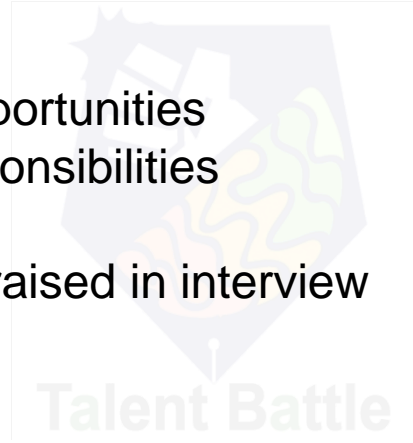 portunities
onsibilities
raised in interview
Talent Battle